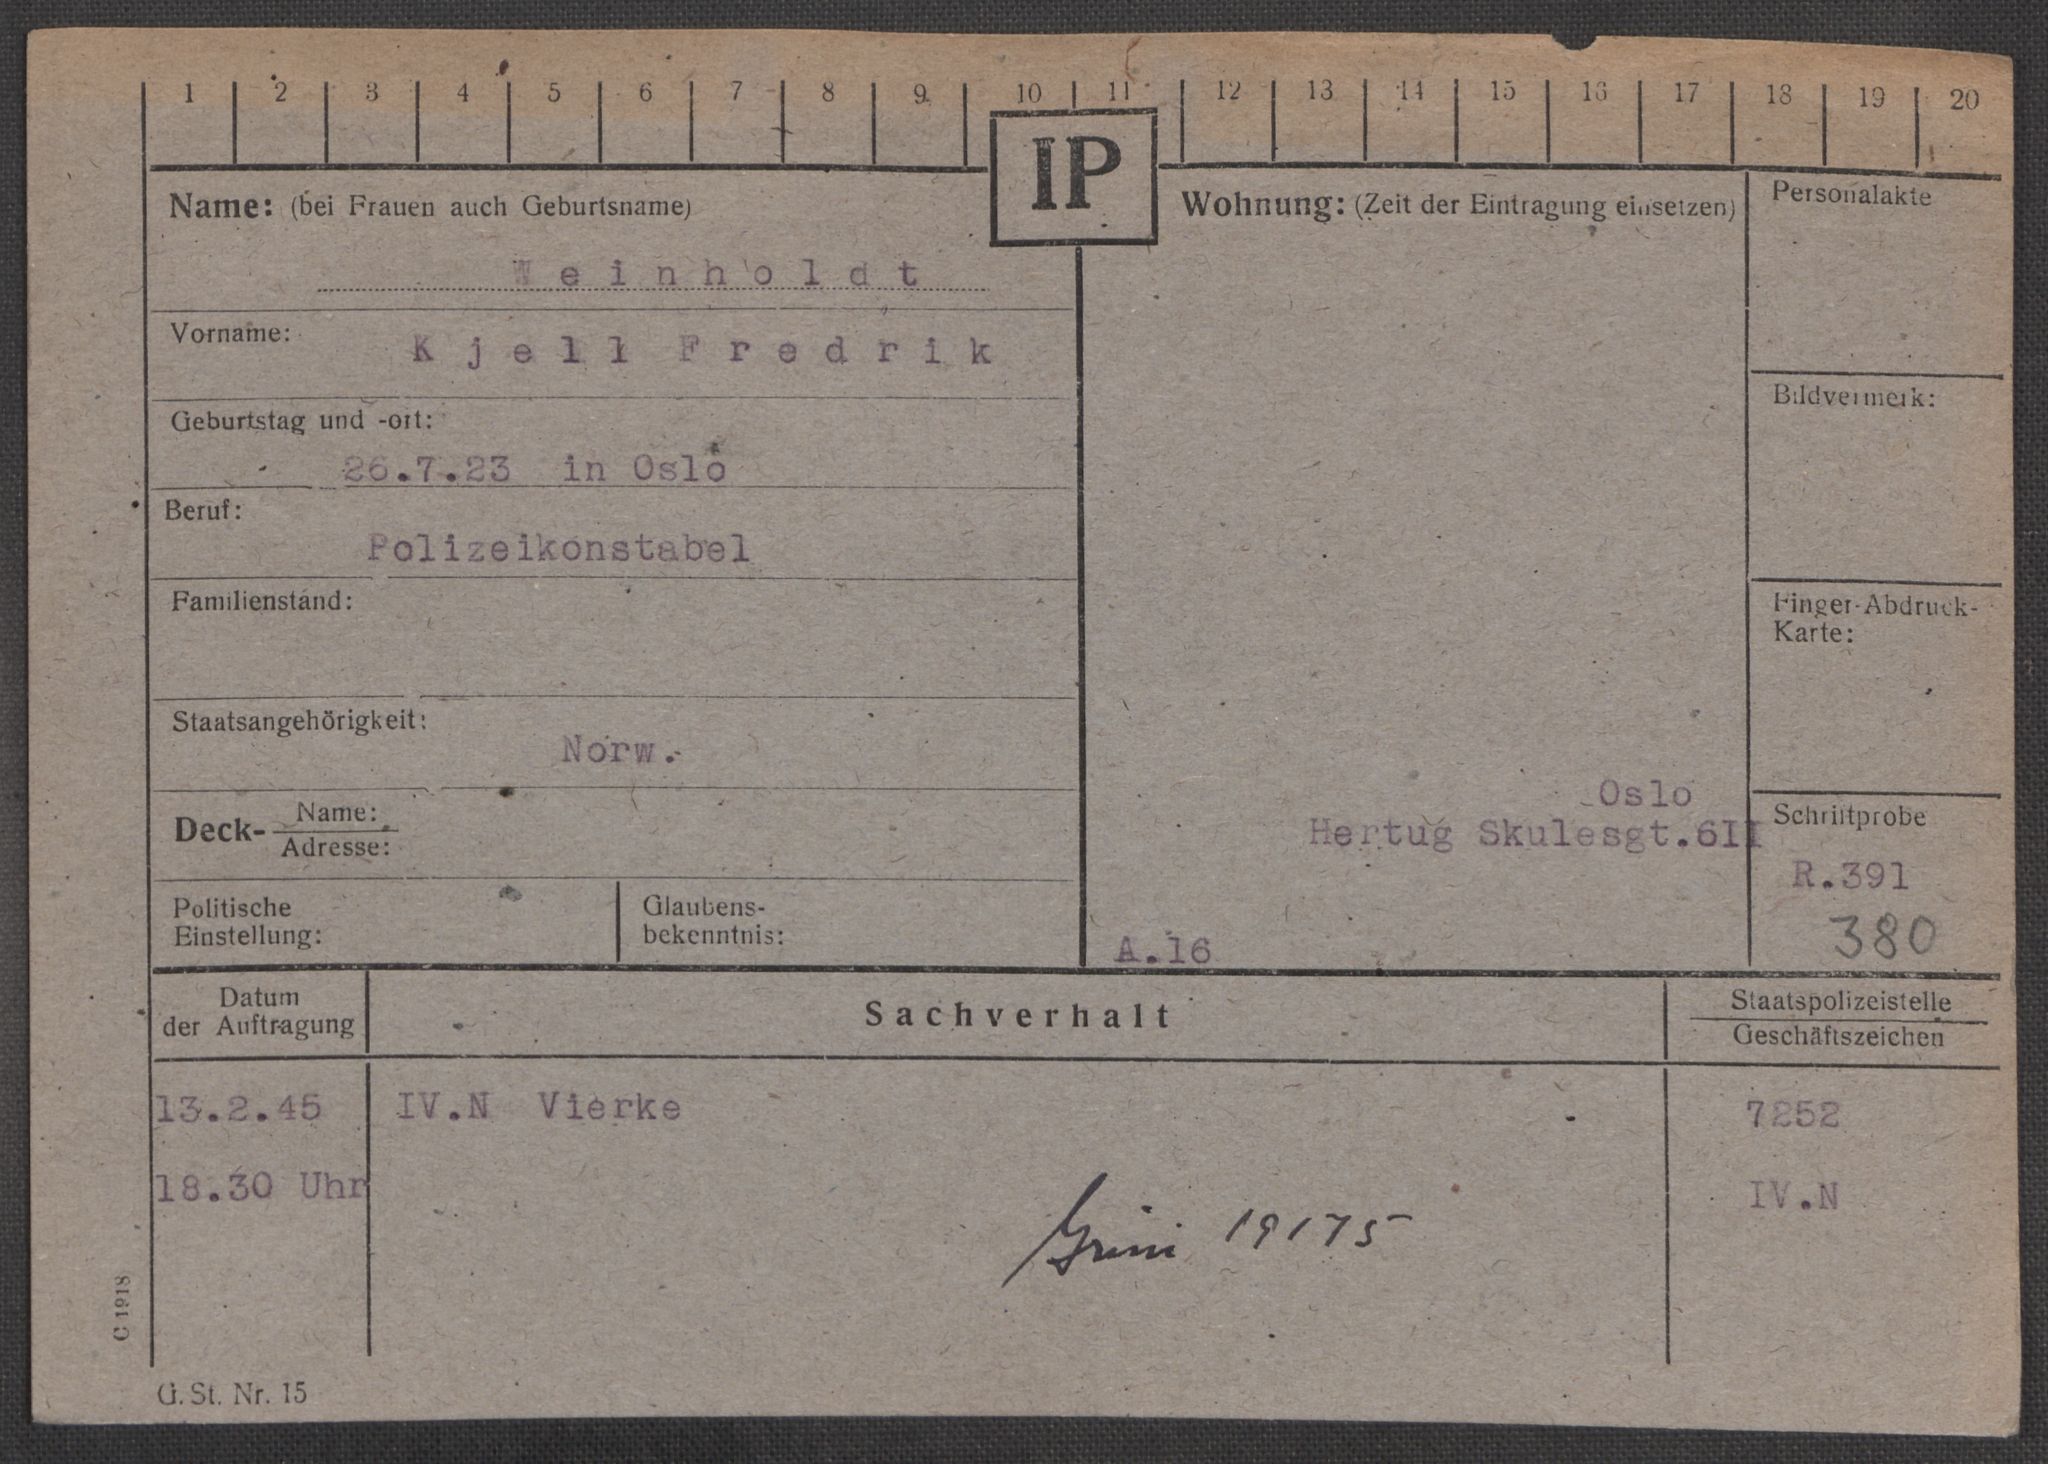 1 2 3 4 5 6 7 8 9 10 11 12 13 14 15 16 17 18 19 20
IP
Name: (bei Frauen auch Geburtsname)
Weinholdt
Vorname:
Kjell Fredrik
Geburtstag und -ort:
26.7.23 in Oslo
Beruf:
Polizeikonstabel
Familienstand:
Staatsangehörigkeit:
Norw.
Deck- Name:
Adresse:
Politische
Einstellung:
Glaubens-
bekenntnis:
Wohnung: (Zeit der Eintragung einsetzen)
Oslo
Hertug Skulesgt.6II
A.16
Personalakte
Bildvermerk:
Finger-Abdruck-
Karte:
Schriftprobe
R.391
380
Datum
der Auftragung
Sachverhalt
Staatspolizeistelle
Geschäftszeichen
13.2.45 IV.N Vierke 7252
18.30 Uhr IV.N
Grini 19175
C 1918
G. St. Nr. 15